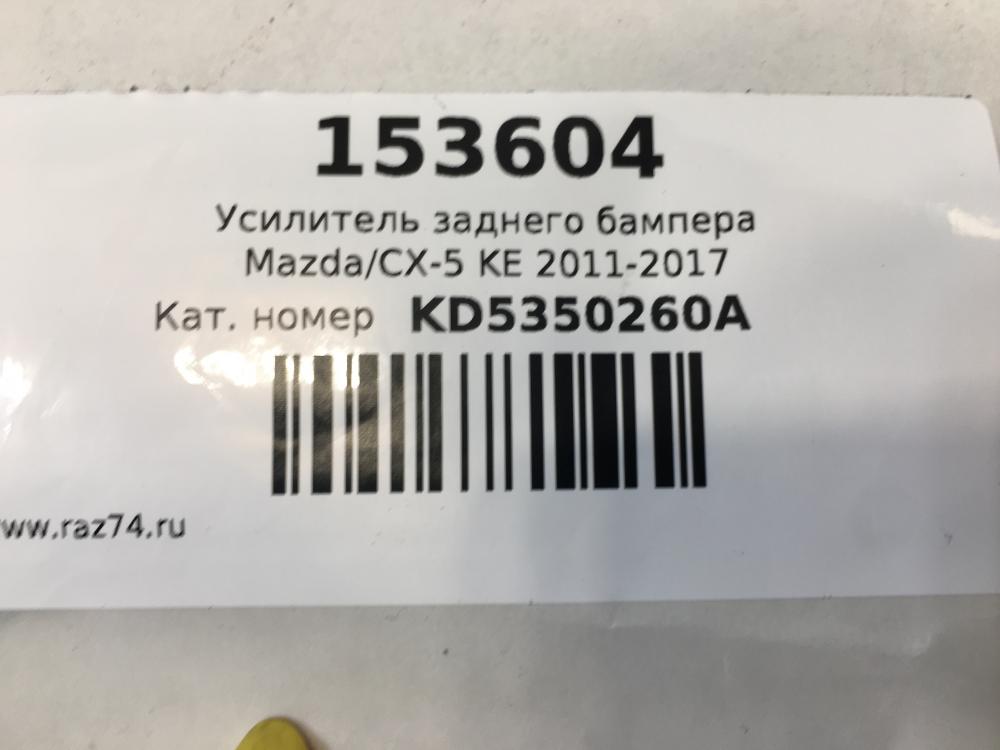 153604
Усилитель заднего бампера
Mazda/CX-5 KE 2011-2017
Кат. номер KD5350260A
www.raz74.ru